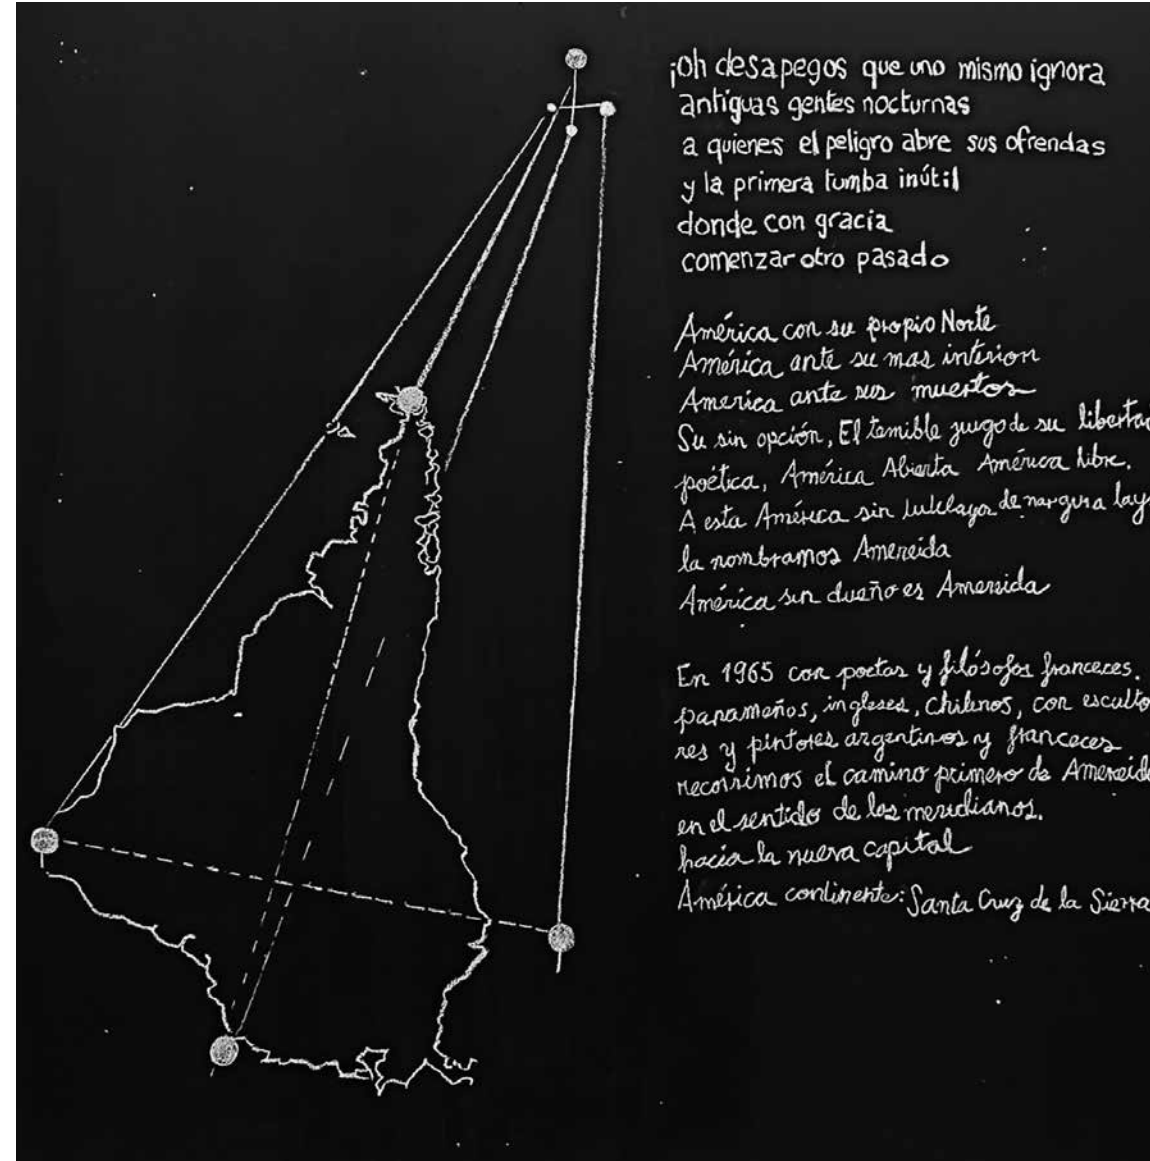 ¡oh desapegos que uno mismo ignora
antiguas gentes nocturnas
a quienes el peligro abre sus ofrendas
y la primera tumba inútil
donde con gracia
comenzar otro pasado
América con su propio Norte
América ante su mas interior
America ante sus muertos
Su sin opción, El temible juego de su libertad
poética, América Abierta América libre.
A esta América sin de
la nombramos Amereida
América sin dueño es Amereida
En 1965 con poetas y filósofos franceces.
panameños, ingleses, chilenos, con esculto
res y pintores argentinos y franceces
recorrimos el camino primero de Amereida
en el sentido de los meridianos.
hacia la nueva capital
América continente: Santa Cruz de la Sierra